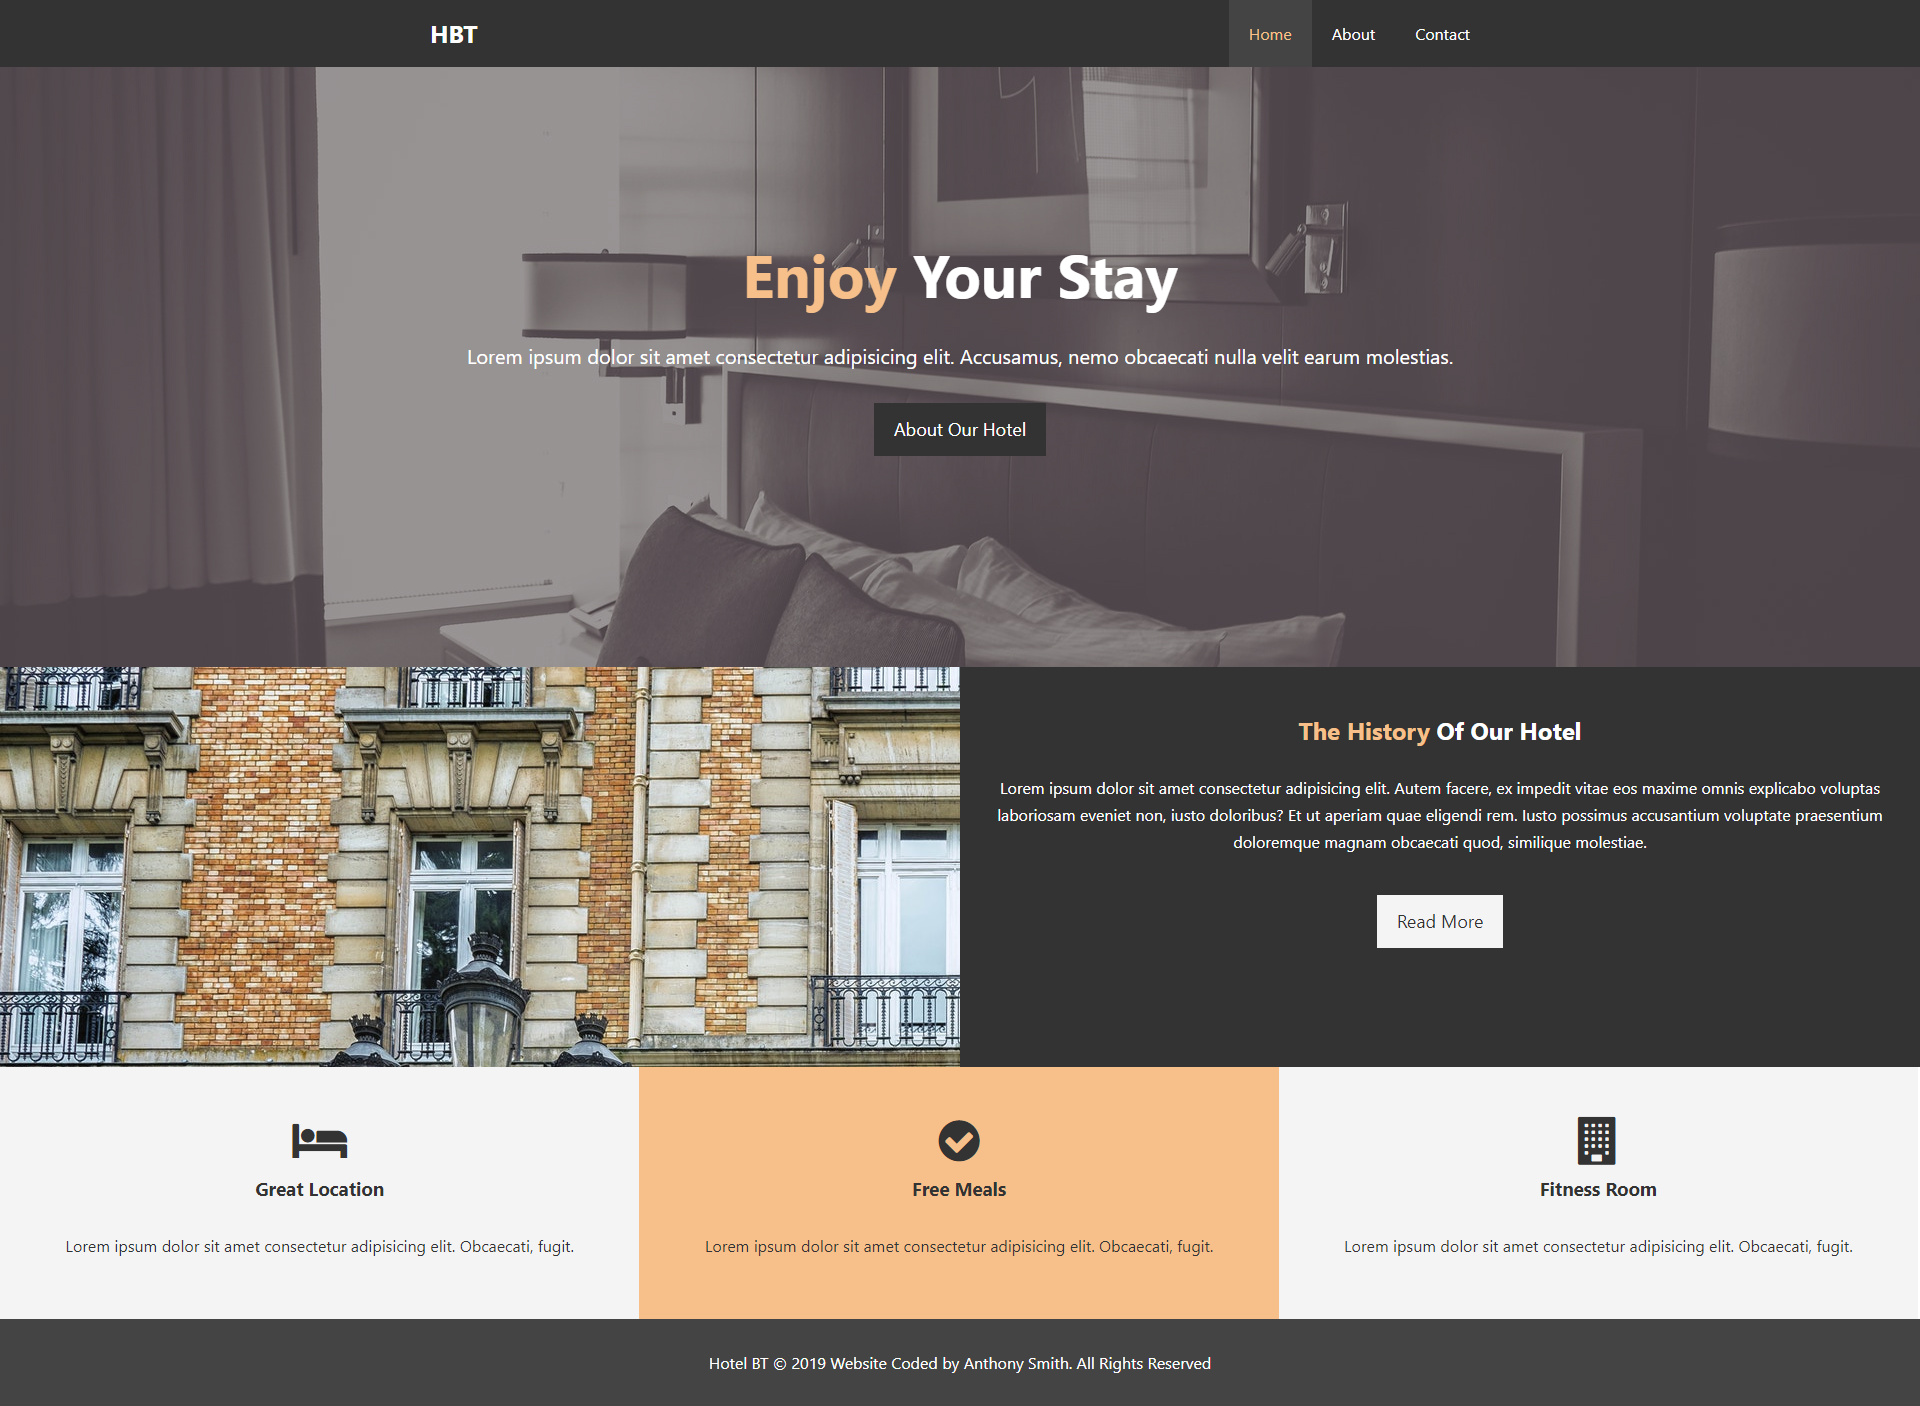 HBT
Home About Contact
Enjoy Your Stay
Lorem ipsum dolor sit amet consectetur adipisicing elit. Accusamus, nemo obcaecati nulla velit earum molestias.
About Our Hotel
The History Of Our Hotel
Lorem ipsum dolor sit amet consectetur adipisicing elit. Autem facere, ex impedit vitae eos maxime omnis explicabo voluptas
laboriosam eveniet non, iusto doloribus? Et ut aperiam quae eligendi rem. Iusto possimus accusantium voluptate praesentium
doloremque magnam obcaecati quod, similique molestiae.
Read More
Great Location
Lorem ipsum dolor sit amet consectetur adipisicing elit. Obcaecati, fugit.
Free Meals
Lorem ipsum dolor sit amet consectetur adipisicing elit. Obcaecati, fugit.
Fitness Room
Lorem ipsum dolor sit amet consectetur adipisicing elit. Obcaecati, fugit.
Hotel BT © 2019 Website Coded by Anthony Smith. All Rights Reserved